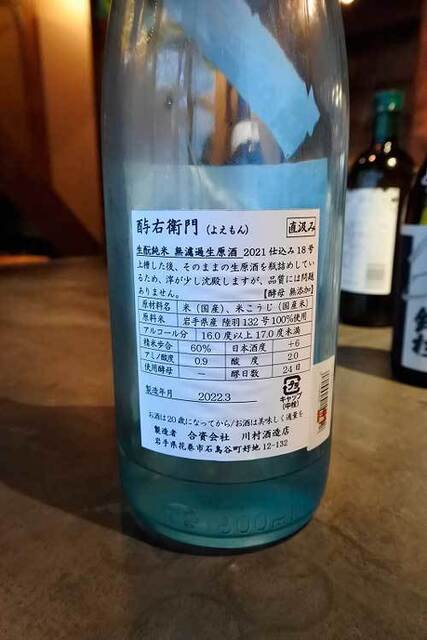 酉与右衛門 (よえもん) 直汲み
生酛純米 無濾過生原酒 2021 仕込み 18号
上槽した後、そのままの生原酒を瓶詰めしてい
るため、滓が少し沈殿しますが、品質には問題
ありません。 【酵母 無添加】
原材料名 米(国産)、米こうじ(国産米)
原料米 岩手県産 陸羽132号100%使用
アルコール分 16.0度以上17.0度未満
精米歩合 60% 日本酒度 +6
アミノ酸度 0.9 酸度 2.0
使用酵母 － 醪日数 24日
製造年月 2022.3
キャップ
(中栓)
お酒は20歳になってから/お酒は美味しく適量を
製造者 合資会社 川村酒造店
岩手県花巻市石鳥谷町好地12-132